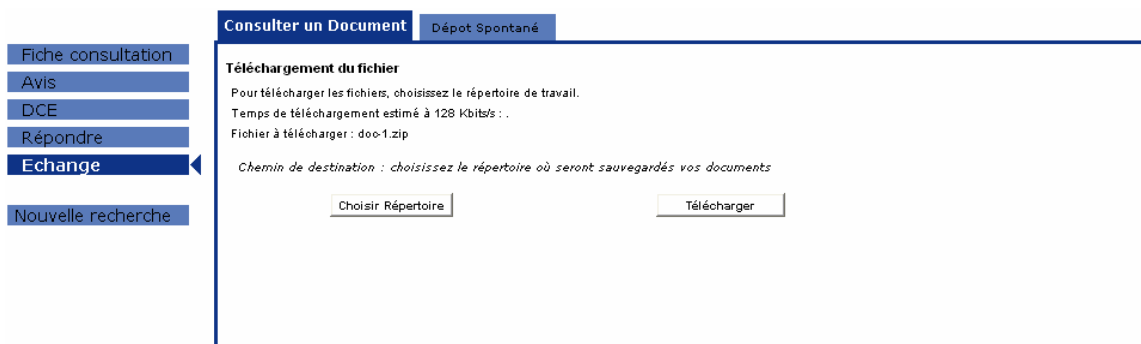 Consulter un Document
Dépot Spontané
Fiche consultation
Avis
DCE
Répondre
Echange
Nouvelle recherche
Téléchargement du fichier
Pour télécharger les fichiers, choisissez le répertoire de travail.
Temps de téléchargement estimé à 128 Kbits/s : .
Fichier à télécharger : doc-1.zip
Chemin de destination : choisissez le répertoire où seront sauvegardés vos documents
Choisir Répertoire
Télécharger